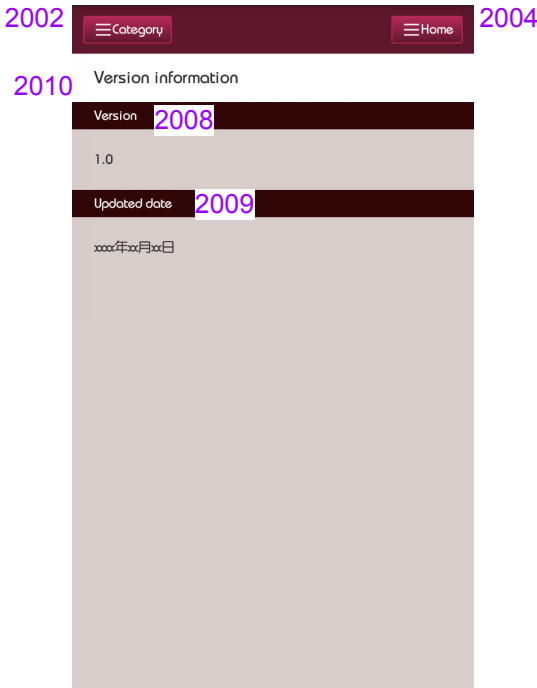 2002 Category Home 2004
2010 Version information
Version 2008
1.0
Updated date 2009
xxxx年xx月xx日